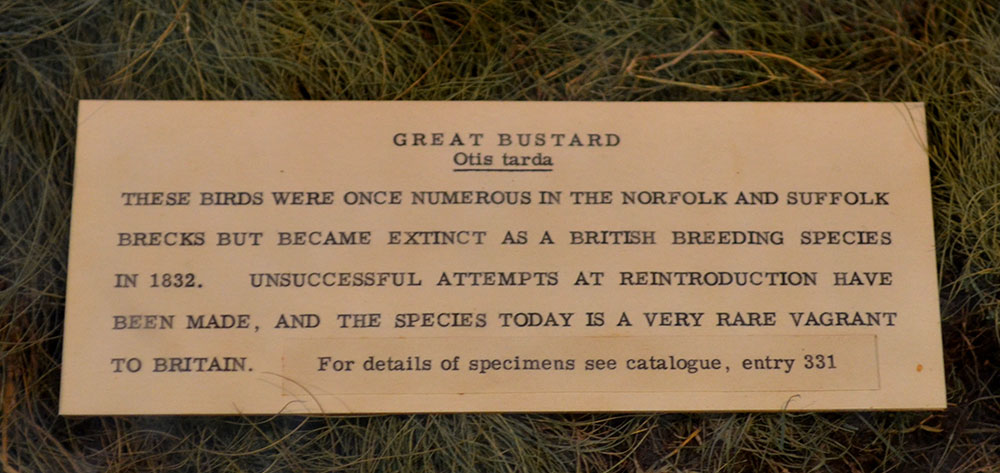 GREAT BUSTARD
Otis tarda
THESE BIRDS WERE ONCE NUMEROUS IN THE NORFOLK AND SUFFOLK
BRECKS BUT BECAME EXTINCT AS A BRITISH BREEDING SPECIES
IN 1832. UNSUCCESSFUL ATTEMPTS AT REINTRODUCTION HAVE
BEEN MADE, AND THE SPECIES TODAY IS A VERY RARE VAGRANT
TO BRITAIN. For details of specimens see catalogue, entry 331